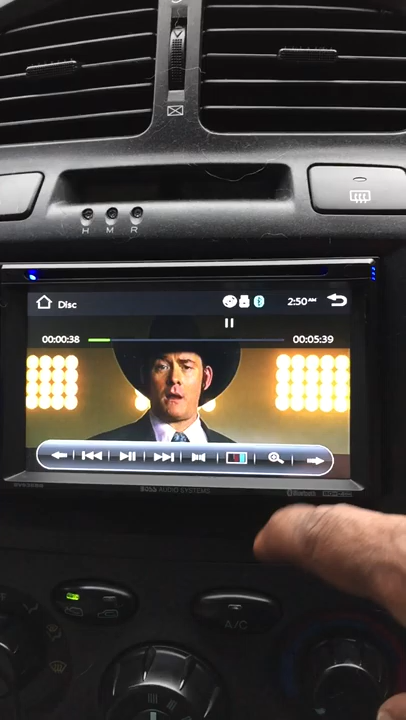 H M R
Disc
2:50 AM
00:00:38
00:05:39
BOSS AUDIO SYSTEMS
Bluetooth
A/C